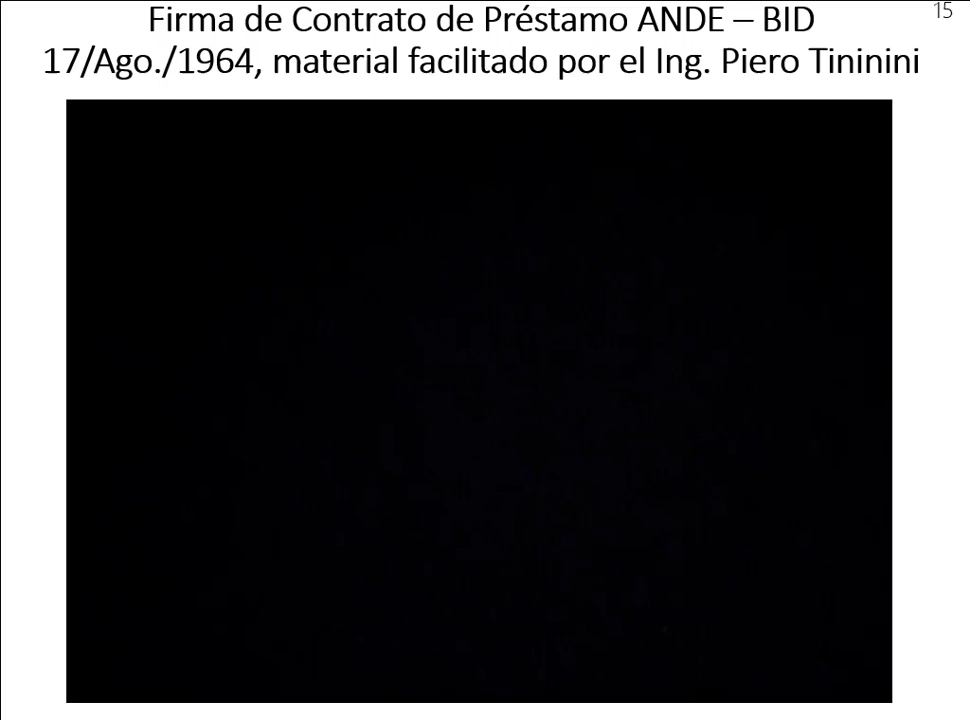 15
Firma de Contrato de Préstamo ANDE – BID
17/Ago./1964, material facilitado por el Ing. Piero Tininini